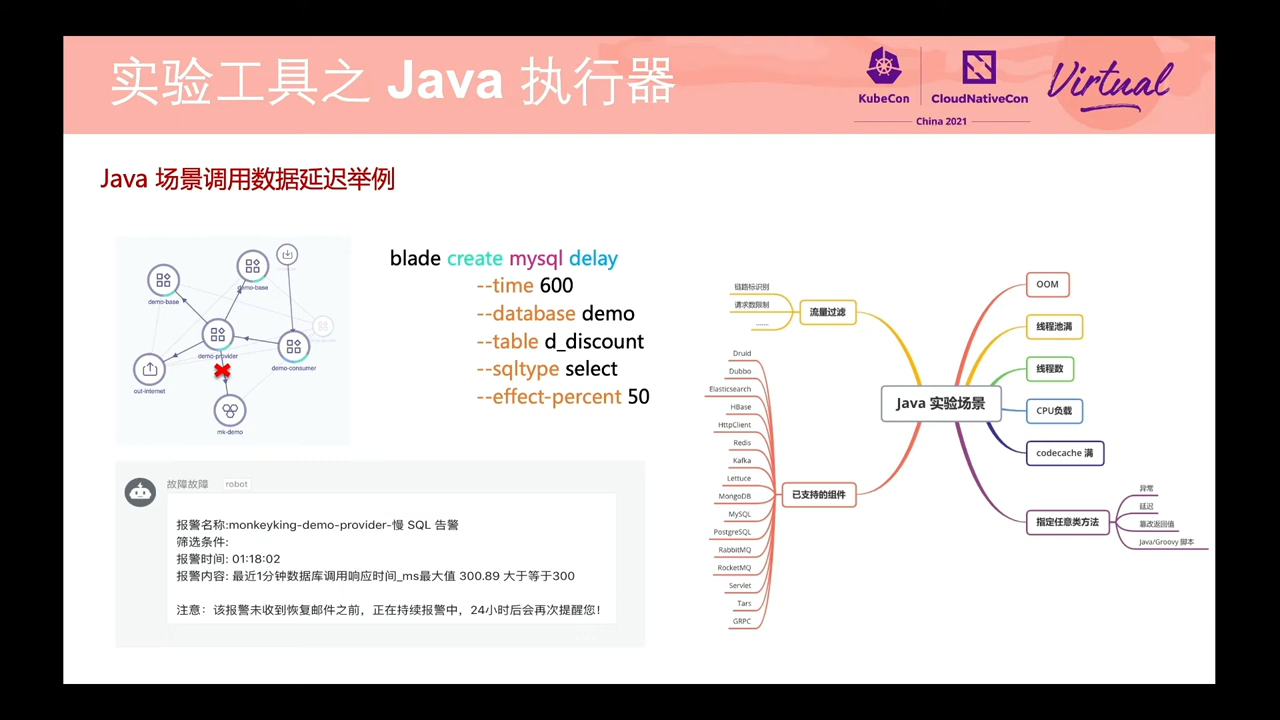 实验工具之 Java 执行器
KubeCon
CloudNativeCon
China 2021
Virtual
Java 场景调用数据延迟举例
demo-base
demo-base
demo-provider
demo-consumer
out-internet
mk-demo
blade create mysql delay
--time 600
--database demo
--table d_discount
--sqltype select
--effect-percent 50
故障故障 robot
报警名称:monkeyking-demo-provider-慢 SQL 告警
筛选条件:
报警时间: 01:18:02
报警内容: 最近1分钟数据库调用响应时间_ms最大值 300.89 大于等于300
注意：该报警未收到恢复邮件之前，正在持续报警中，24小时后会再次提醒您!
链路标识别
请求数限制
......
流量过滤
Druid
Dubbo
Elasticsearch
HBase
HttpClient
Redis
Kafka
Lettuce
MongoDB
MySQL
PostgreSQL
RabbitMQ
RocketMQ
Servlet
Tars
GRPC
已支持的组件
Java 实验场景
OOM
线程池满
线程数
CPU负载
codecache 满
指定任意类方法
异常
延迟
篡改返回值
Java/Groovy 脚本